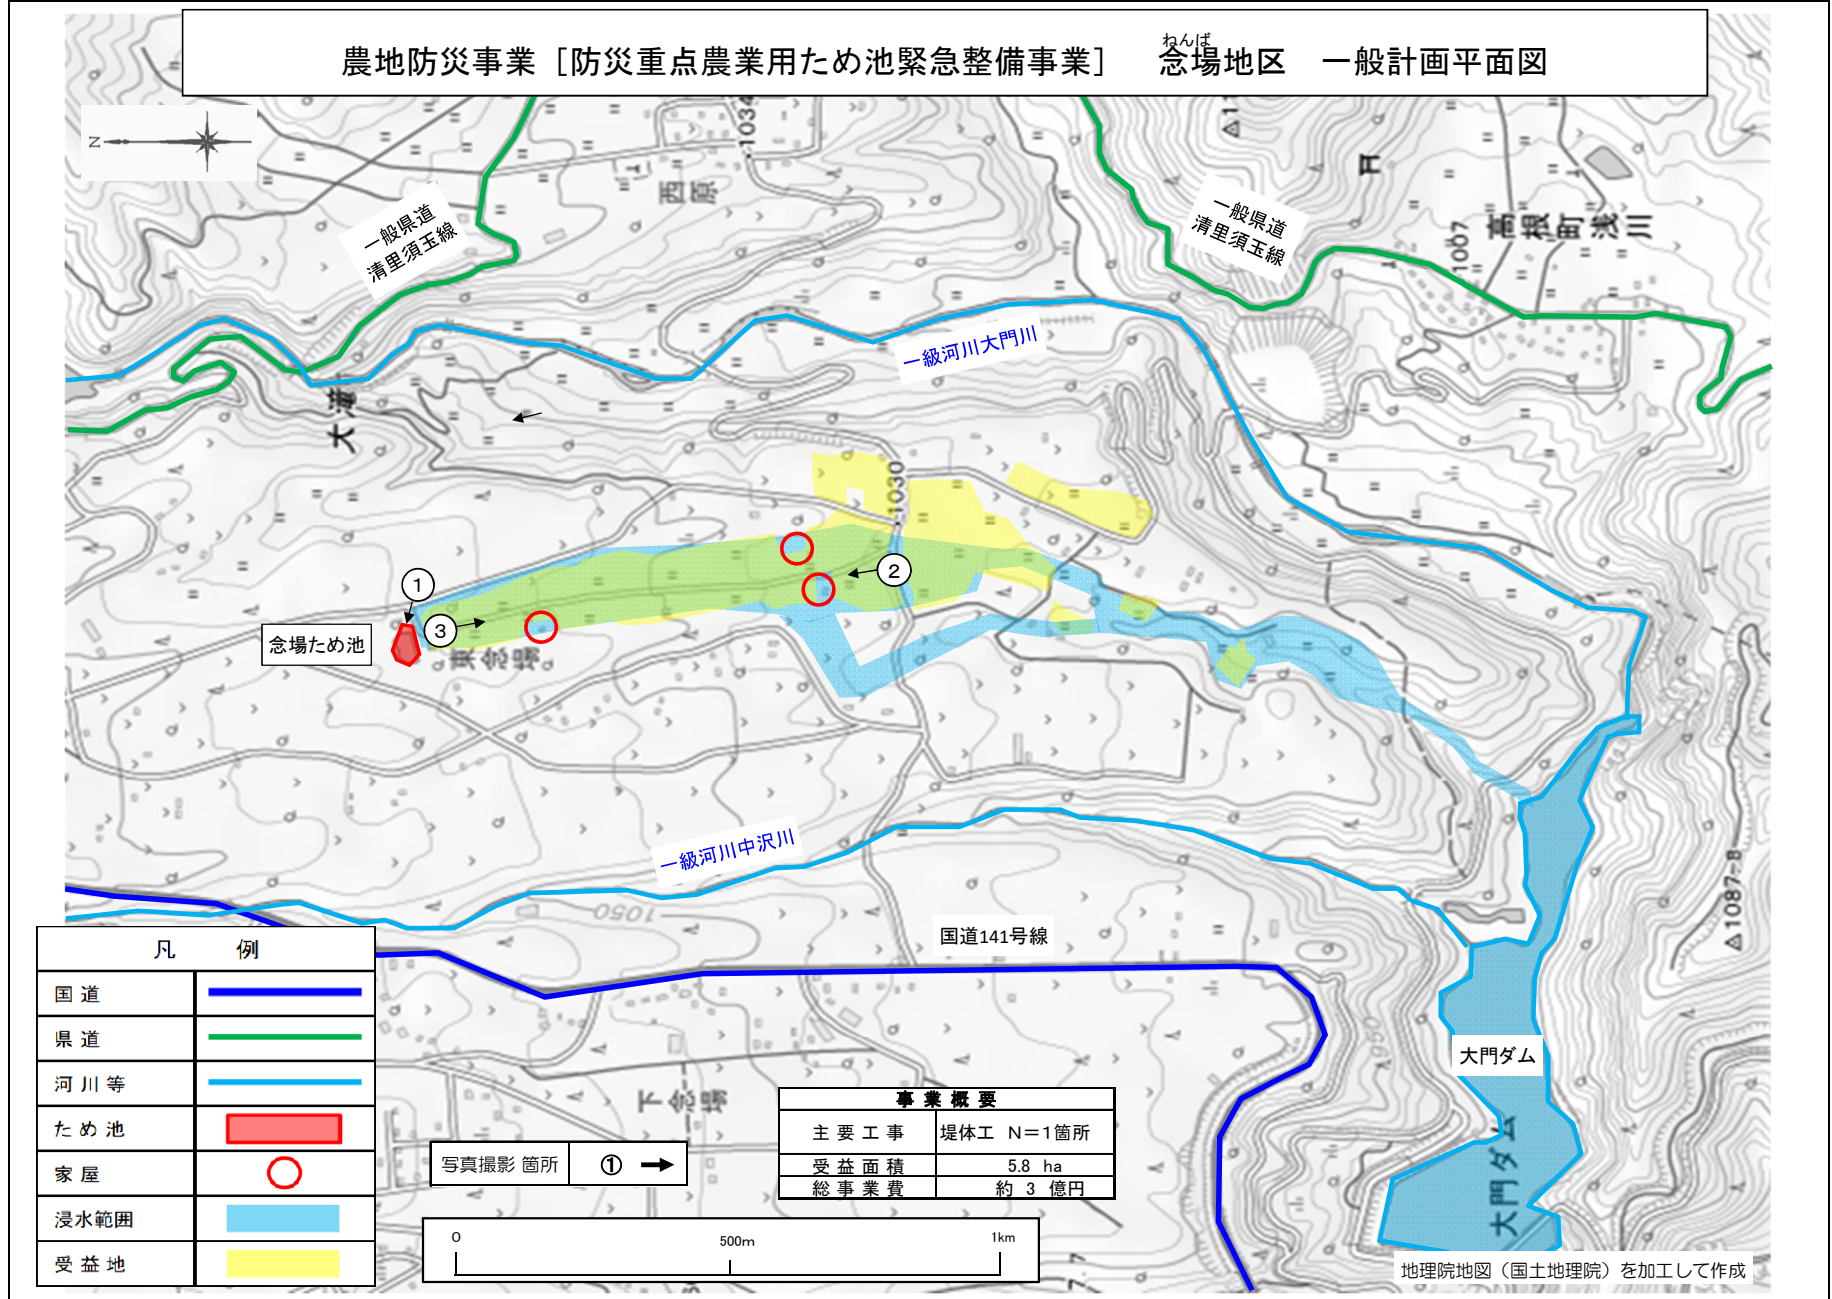 ねんば
農地防災事業［防災重点農業用ため池緊急整備事業］　念場地区　一般計画平面図
N
1034
西原
一般県道
清里須玉線
一般県道
清里須玉線
1007
高根町浅川
一級河川大門川
大滝
1030
①
②
③
念場ため池
東念場
一級河川中沢川
1050
国道141号線
1087.8
950
大門ダム
大門ダム
下念場
7.7
凡　例
国道
県道
河川等
ため池
家屋
浸水範囲
受益地
写真撮影 箇所　①
事業概要
主要工事　堤体工　N＝1箇所
受益面積　5.8　ha
総事業費　約　3　億円
0　500m　1km
地理院地図（国土地理院）を加工して作成